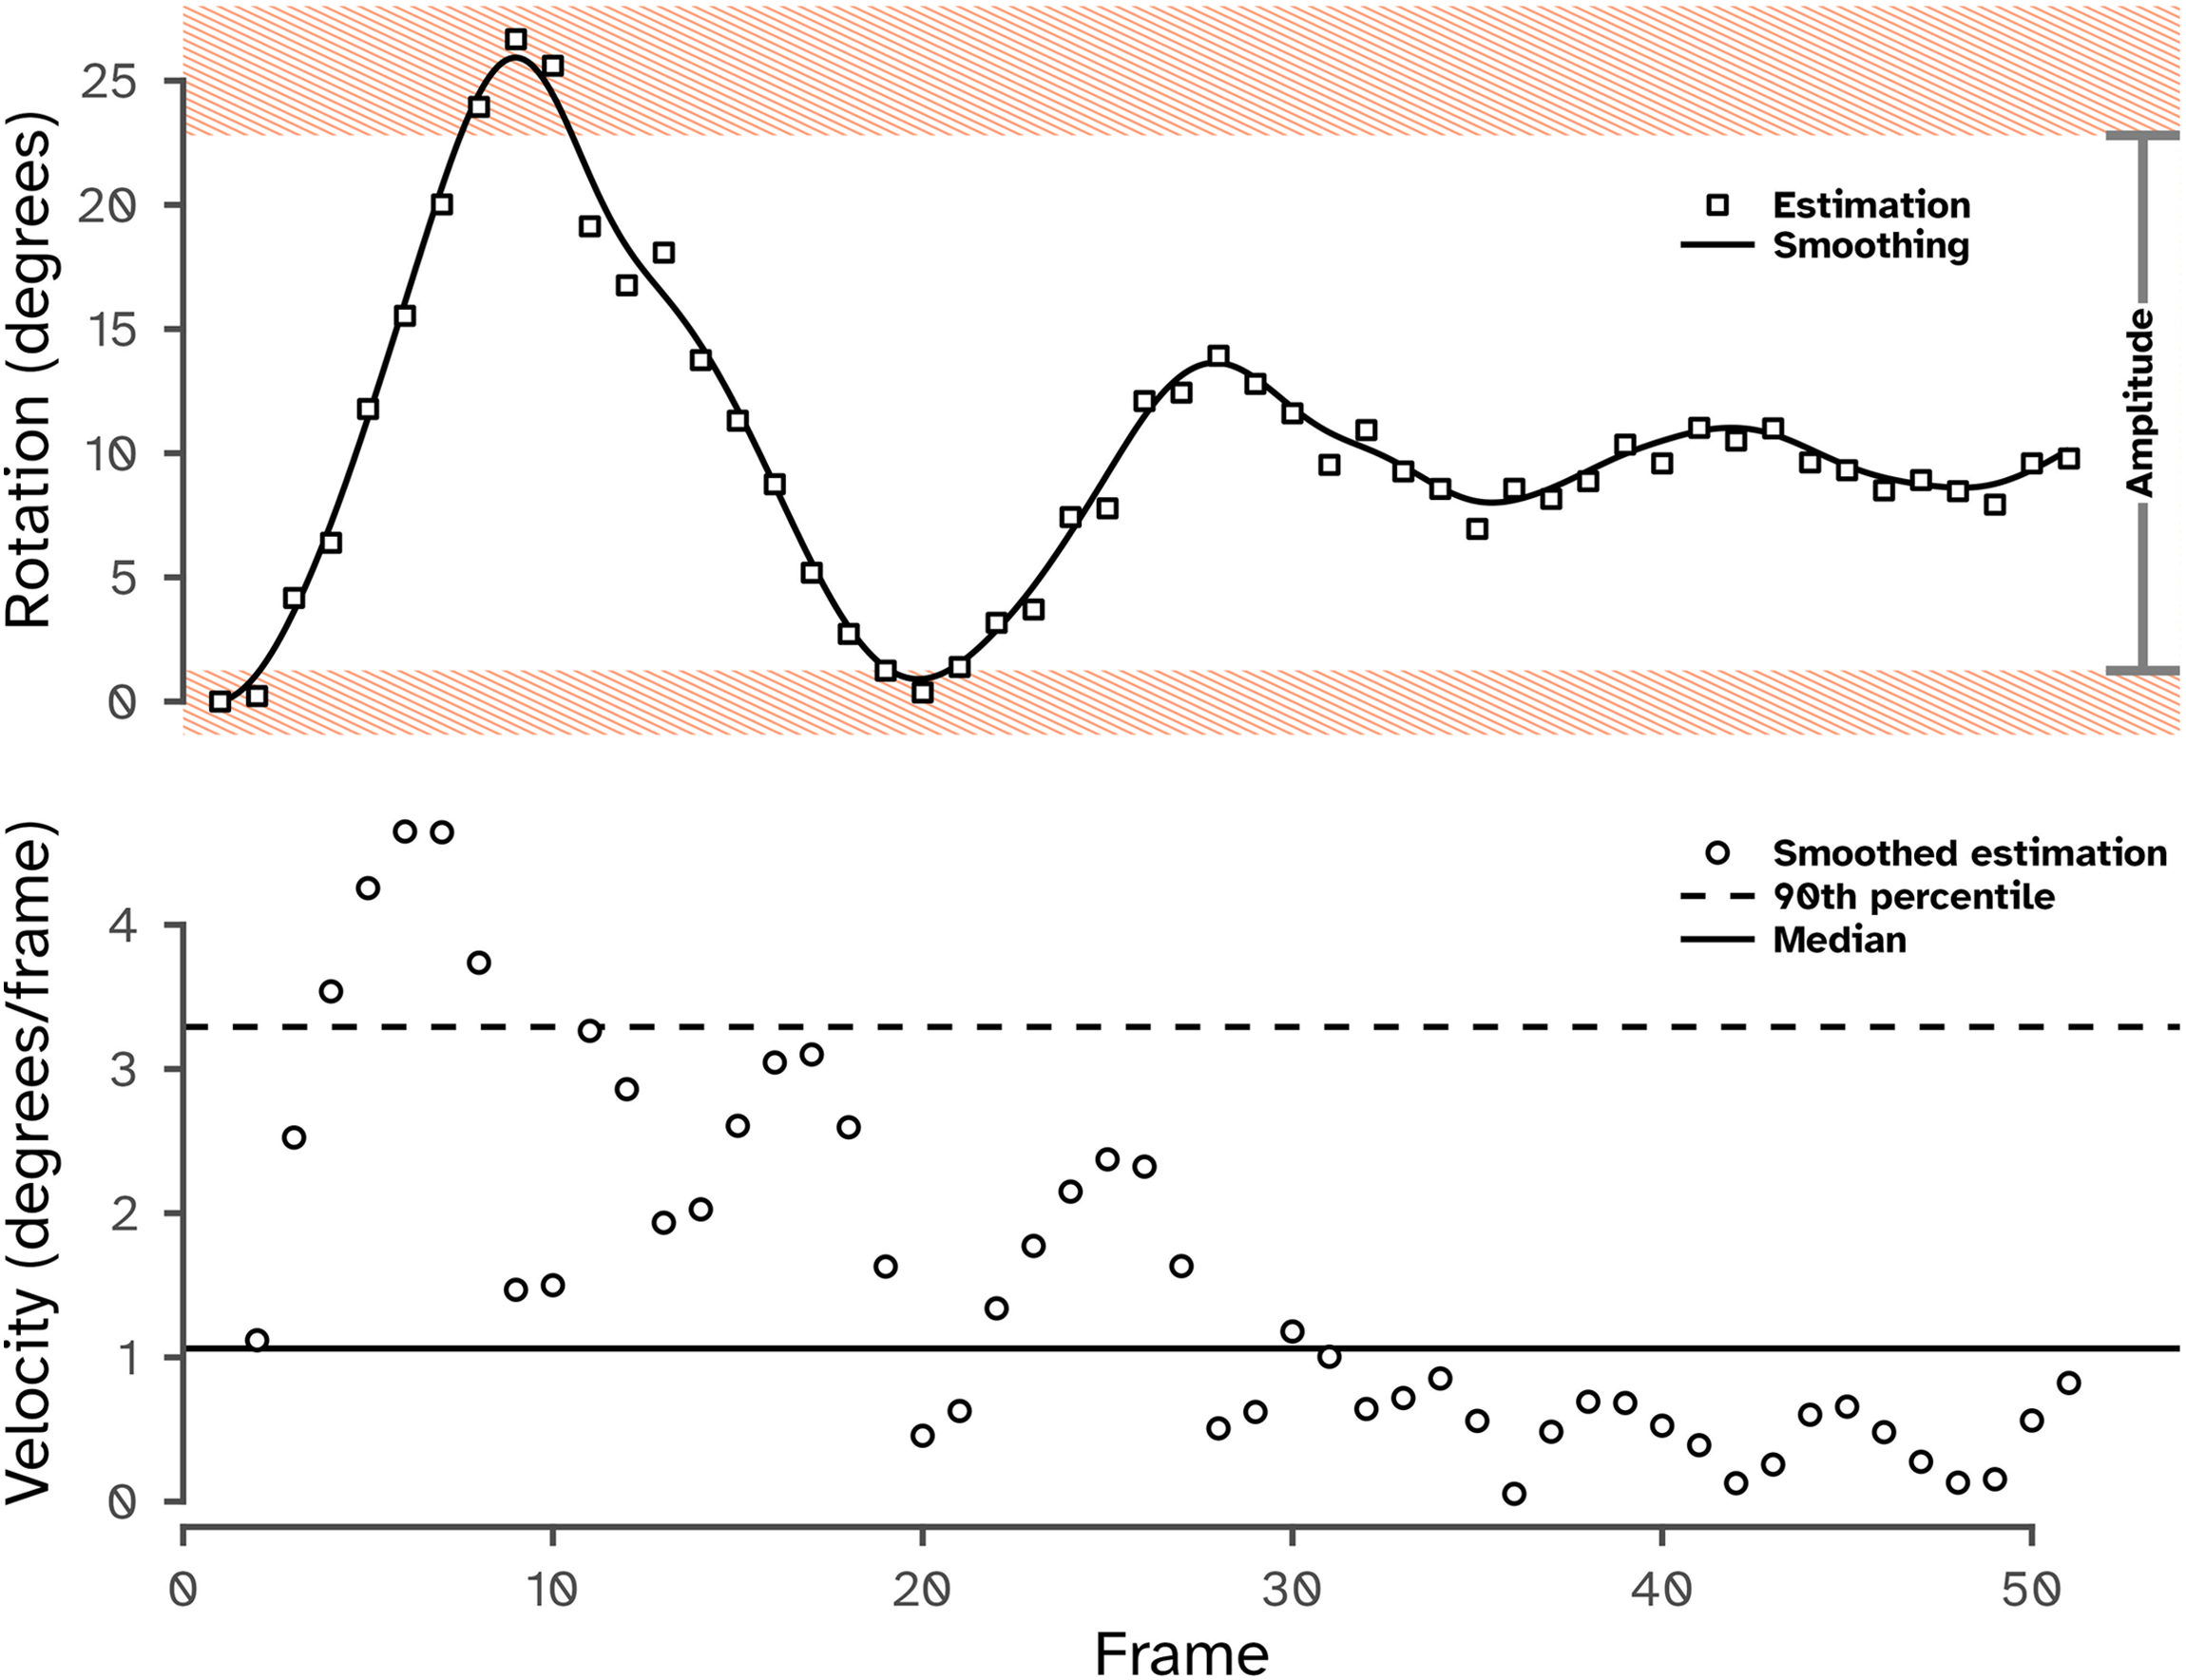 Rotation (degrees)
25
20
15
10
5
0
Estimation
Smoothing
Amplitude
Velocity (degrees/frame)
4
3
2
1
0
Smoothed estimation
90th percentile
Median
0 10 20 30 40 50
Frame